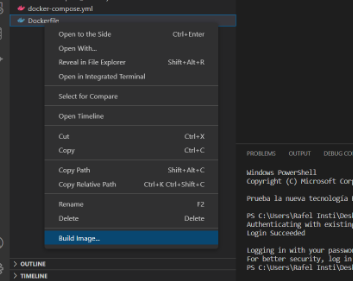 docker-compose.yml
Dockerfile
Open to the Side Ctrl+Enter
Open With...
Reveal in File Explorer Shift+Alt+R
Open in Integrated Terminal
Select for Compare
Open Timeline
Cut Ctrl+X
Copy Ctrl+C
Copy Path Shift+Alt+C
Copy Relative Path Ctrl+K Ctrl+Shift+C
Rename F2
Delete Delete
Build Image...
OUTLINE
TIMELINE
PROBLEMS OUTPUT DEBUG CO
Windows PowerShell
Copyright (C) Microsoft Corp
Prueba la nueva tecnología
PS C:\Users\Rafel Insti\Des
Authenticating with existing
Login Succeeded
Logging in with your passwo
For better security, log in
PS C:\Users\Rafel Insti\Des